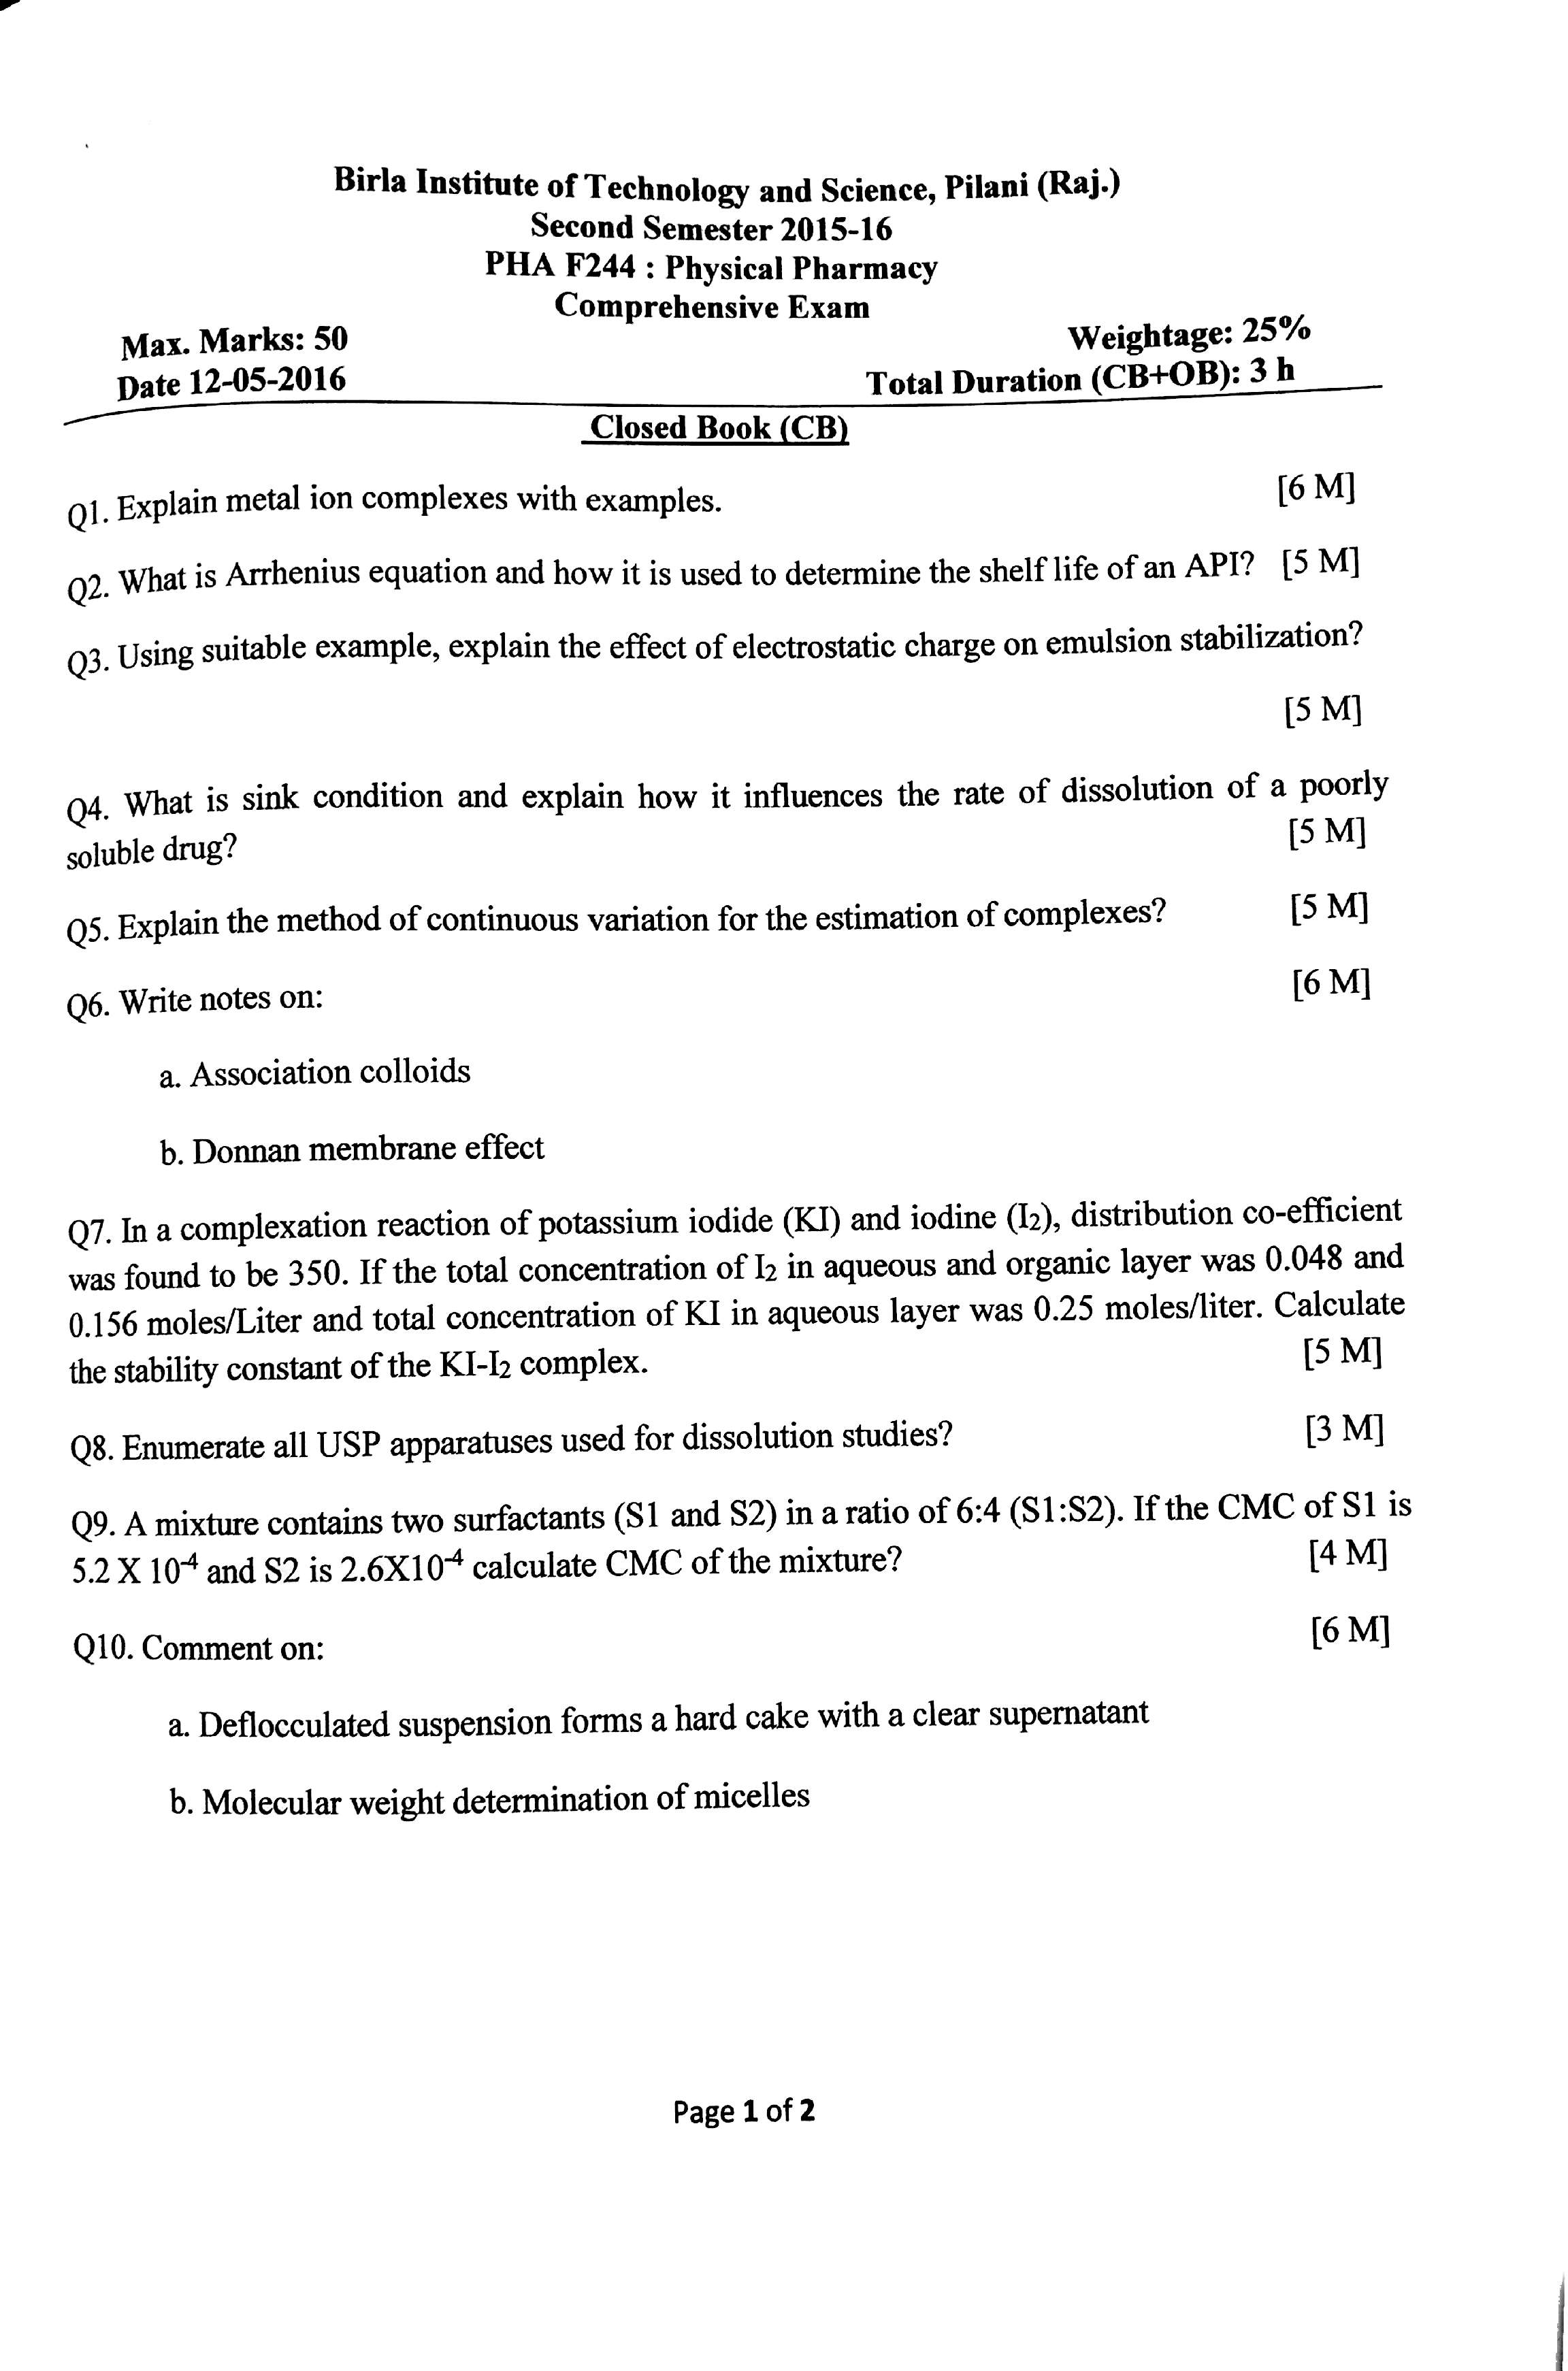 Birla Institute of Technology and Science, Pilani (Raj.)
Second Semester 2015-16
PHA F244 : Physical Pharmacy
Comprehensive Exam
Max. Marks: 50 Weightage: 25%
Date 12-05-2016 Total Duration (CB+OB): 3 h
Closed Book (CB)
Q1. Explain metal ion complexes with examples. [6 M]
Q2. What is Arrhenius equation and how it is used to determine the shelf life of an API? [5 M]
Q3. Using suitable example, explain the effect of electrostatic charge on emulsion stabilization?
[5 M]
Q4. What is sink condition and explain how it influences the rate of dissolution of a poorly
soluble drug? [5 M]
Q5. Explain the method of continuous variation for the estimation of complexes? [5 M]
Q6. Write notes on: [6 M]
a. Association colloids
b. Donnan membrane effect
Q7. In a complexation reaction of potassium iodide (KI) and iodine (I₂), distribution co-efficient
was found to be 350. If the total concentration of I₂ in aqueous and organic layer was 0.048 and
0.156 moles/Liter and total concentration of KI in aqueous layer was 0.25 moles/liter. Calculate
the stability constant of the KI-I₂ complex. [5 M]
Q8. Enumerate all USP apparatuses used for dissolution studies? [3 M]
Q9. A mixture contains two surfactants (S1 and S2) in a ratio of 6:4 (S1:S2). If the CMC of S1 is
5.2 X 10⁻⁴ and S2 is 2.6X10⁻⁴ calculate CMC of the mixture? [4 M]
Q10. Comment on: [6 M]
a. Deflocculated suspension forms a hard cake with a clear supernatant
b. Molecular weight determination of micelles
Page 1 of 2